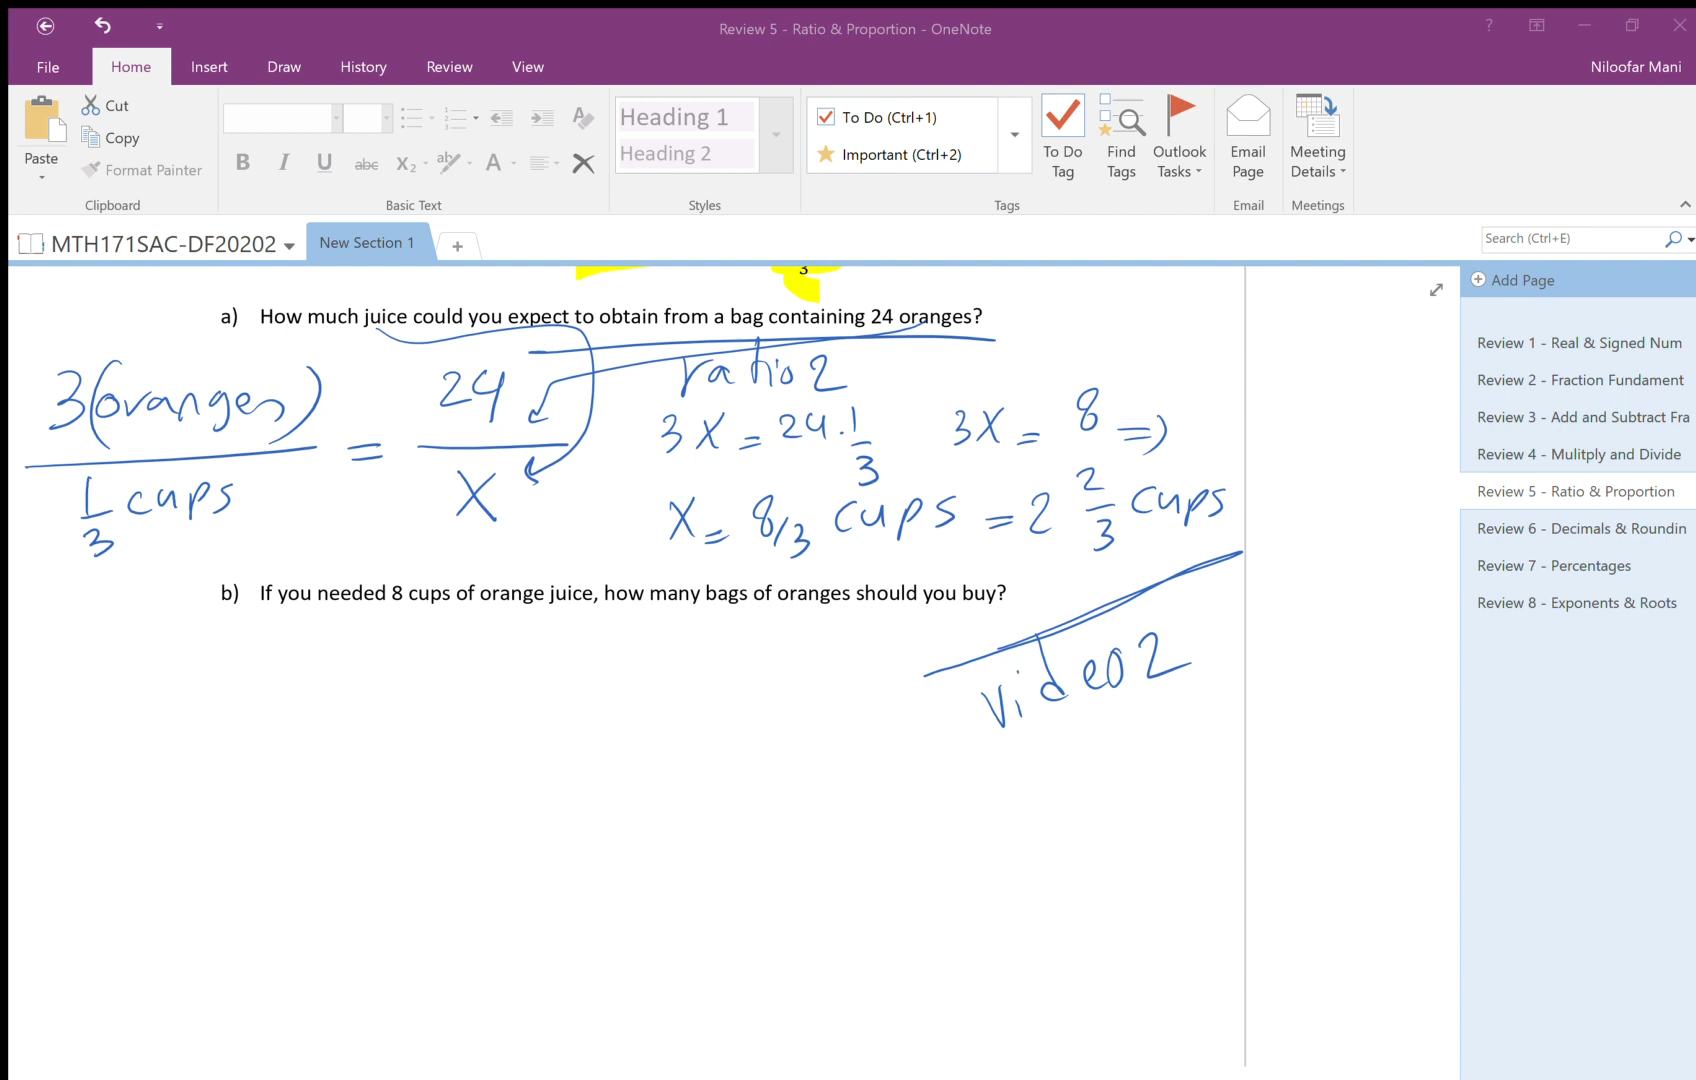 Review 5 - Ratio & Proportion - OneNote
?
File Home Insert Draw History Review View
Niloofar Mani
Paste
Cut
Copy
Format Painter
Clipboard
B I U abc X₂ ab A
Basic Text
Heading 1
Heading 2
Styles
To Do (Ctrl+1)
Important (Ctrl+2)
Tags
To Do Tag
Find Tags
Outlook Tasks
Email Page
Email
Meeting Details
Meetings
MTH171SAC-DF20202
New Section 1
+
Search (Ctrl+E)
3
a) How much juice could you expect to obtain from a bag containing 24 oranges?
ratio 2
3(oranges) / 1/3 cups = 24 / X
3X = 24 . 1/3
3X = 8 =>
X = 8/3 cups = 2 2/3 cups
b) If you needed 8 cups of orange juice, how many bags of oranges should you buy?
video 2
Add Page
Review 1 - Real & Signed Num
Review 2 - Fraction Fundament
Review 3 - Add and Subtract Fra
Review 4 - Mulitply and Divide
Review 5 - Ratio & Proportion
Review 6 - Decimals & Roundin
Review 7 - Percentages
Review 8 - Exponents & Roots